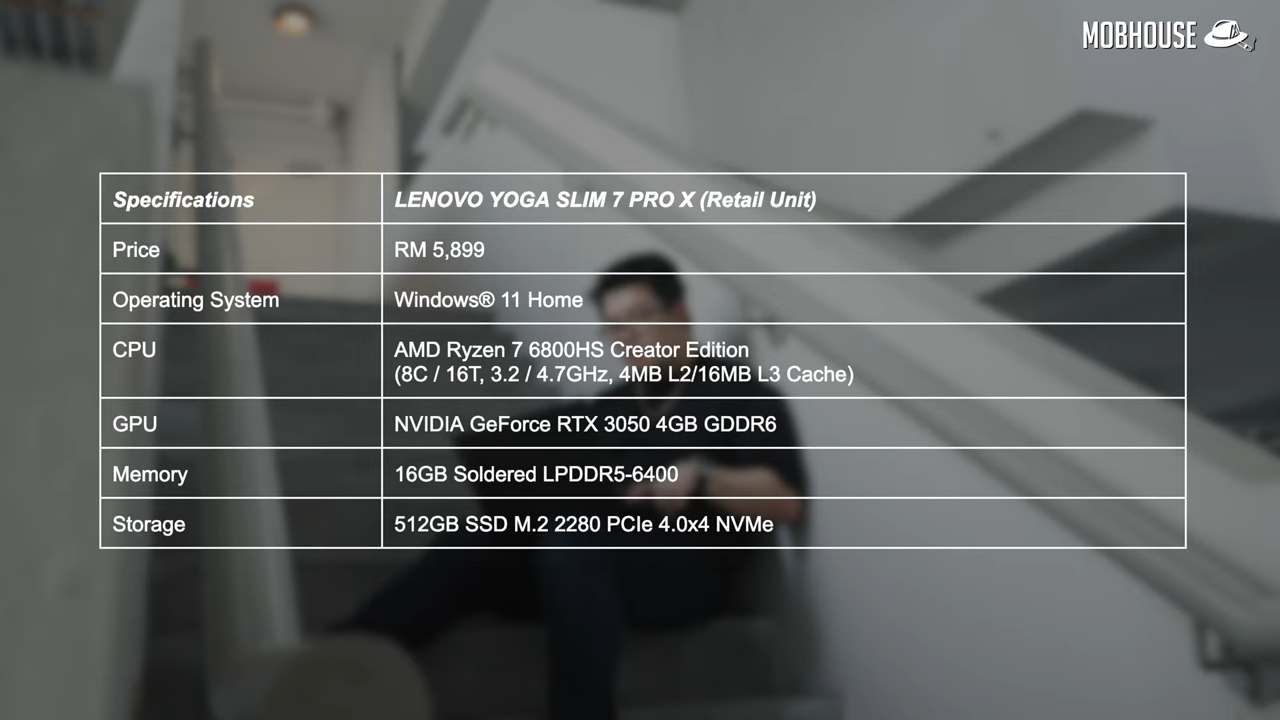 MOBHOUSE
Specifications
LENOVO YOGA SLIM 7 PRO X (Retail Unit)
Price
RM 5,899
Operating System
Windows® 11 Home
CPU
AMD Ryzen 7 6800HS Creator Edition
(8C / 16T, 3.2 / 4.7GHz, 4MB L2/16MB L3 Cache)
GPU
NVIDIA GeForce RTX 3050 4GB GDDR6
Memory
16GB Soldered LPDDR5-6400
Storage
512GB SSD M.2 2280 PCIe 4.0x4 NVMe